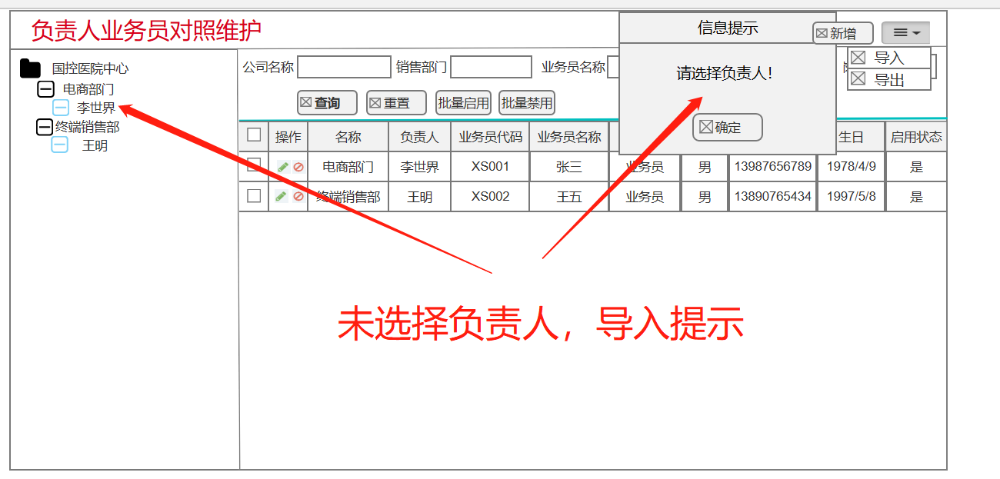 负责人业务员对照维护
信息提示
新增
国控医院中心
电商部门
李世界
终端销售部
王明
公司名称 销售部门 业务员名称
请选择负责人!
导入
导出
查询 重置 批量启用 批量禁用
确定
操作 名称 负责人 业务员代码 业务员名称 生日 启用状态
电商部门 李世界 XS001 张三 业务员 男 13987656789 1978/4/9 是
终端销售部 王明 XS002 王五 业务员 男 13890765434 1997/5/8 是
未选择负责人，导入提示